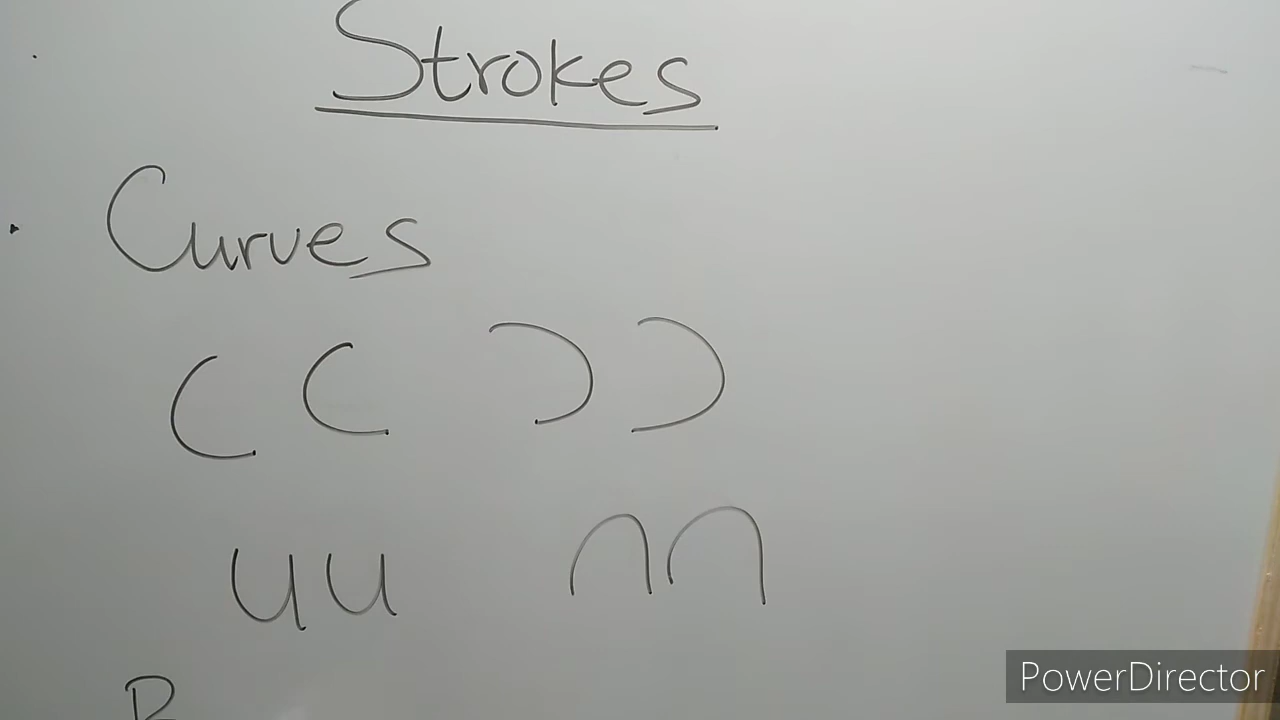 Strokes
Curves
( ( ) )
u u n n
PowerDirector